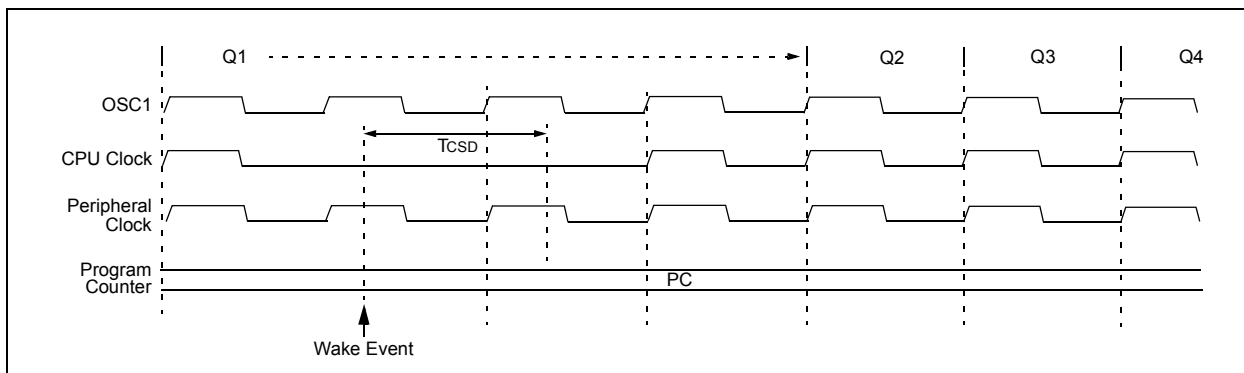 Q1 Q2 Q3 Q4
OSC1
TCSD
CPU Clock
Peripheral
Clock
Program
Counter
PC
Wake Event